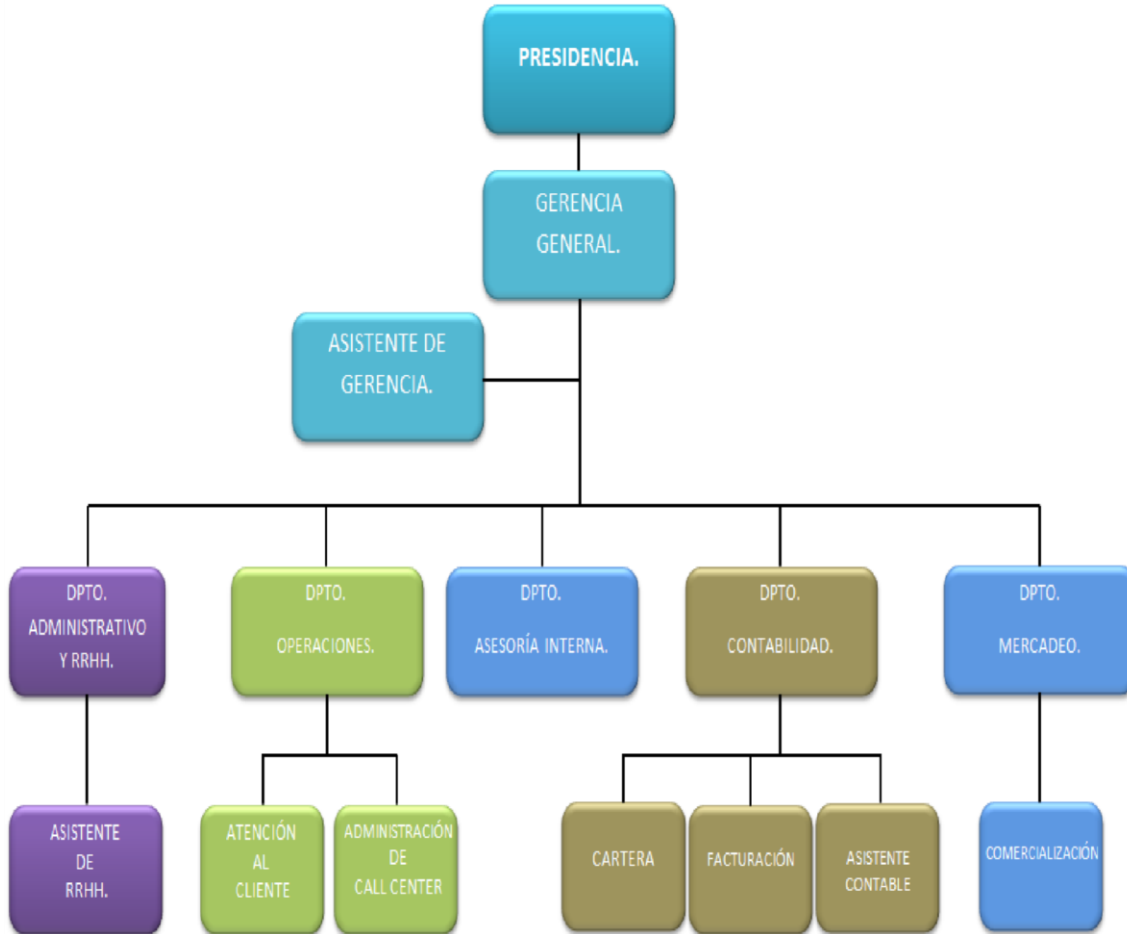 PRESIDENCIA.
GERENCIA
GENERAL.
ASISTENTE DE
GERENCIA.
DPTO.
ADMINISTRATIVO
Y RRHH.
DPTO.
OPERACIONES.
DPTO.
ASESORÍA INTERNA.
DPTO.
CONTABILIDAD.
DPTO.
MERCADEO.
ASISTENTE
DE
RRHH.
ATENCIÓN
AL
CLIENTE
ADMINISTRACIÓN
DE
CALL CENTER
CARTERA
FACTURACIÓN
ASISTENTE
CONTABLE
COMERCIALIZACIÓN